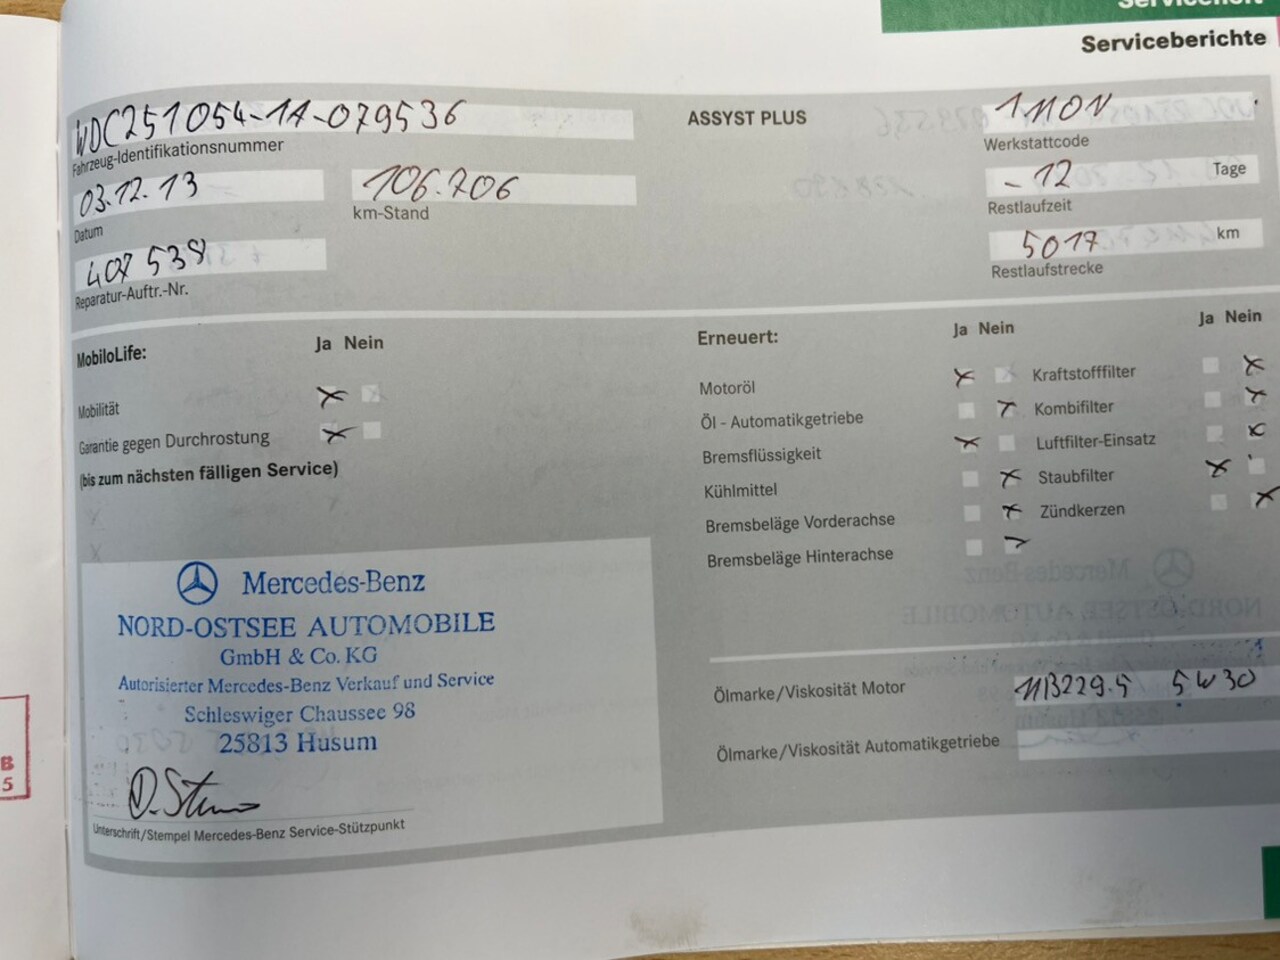 Serviceheft
Serviceberichte
WDC251054-1A-079536
Fahrzeug-Identifikationsnummer
ASSYST PLUS
Werkstattcode
03.12.13
Datum
106.706
km-Stand
- 12 Tage
Restlaufzeit
407 538
Reparatur-Auftr.-Nr.
5017 km
Restlaufstrecke
MobiloLife:
Ja Nein
Mobilität
Garantie gegen Durchrostung
(bis zum nächsten fälligen Service)
Erneuert:
Ja Nein
Ja Nein
Motoröl
Kraftstofffilter
Öl - Automatikgetriebe
Kombifilter
Bremsflüssigkeit
Luftfilter-Einsatz
Kühlmittel
Staubfilter
Bremsbeläge Vorderachse
Zündkerzen
Bremsbeläge Hinterachse
Mercedes-Benz
NORD-OSTSEE AUTOMOBILE
GmbH & Co. KG
Autorisierter Mercedes-Benz Verkauf und Service
Schleswiger Chaussee 98
25813 Husum
Unterschrift/Stempel Mercedes-Benz Service-Stützpunkt
Ölmarke/Viskosität Motor
MB229.5 5W30
Ölmarke/Viskosität Automatikgetriebe
B
5